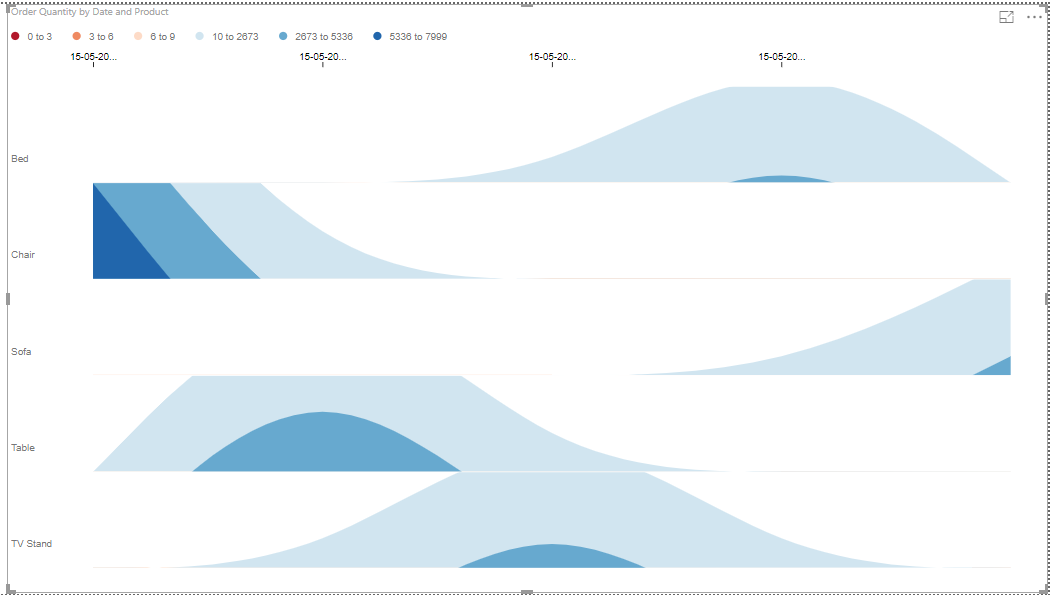 Order Quantity by Date and Product
0 to 3 3 to 6 6 to 9 10 to 2673 2673 to 5336 5336 to 7999
15-05-20... 15-05-20... 15-05-20... 15-05-20...
Bed
Chair
Sofa
Table
TV Stand